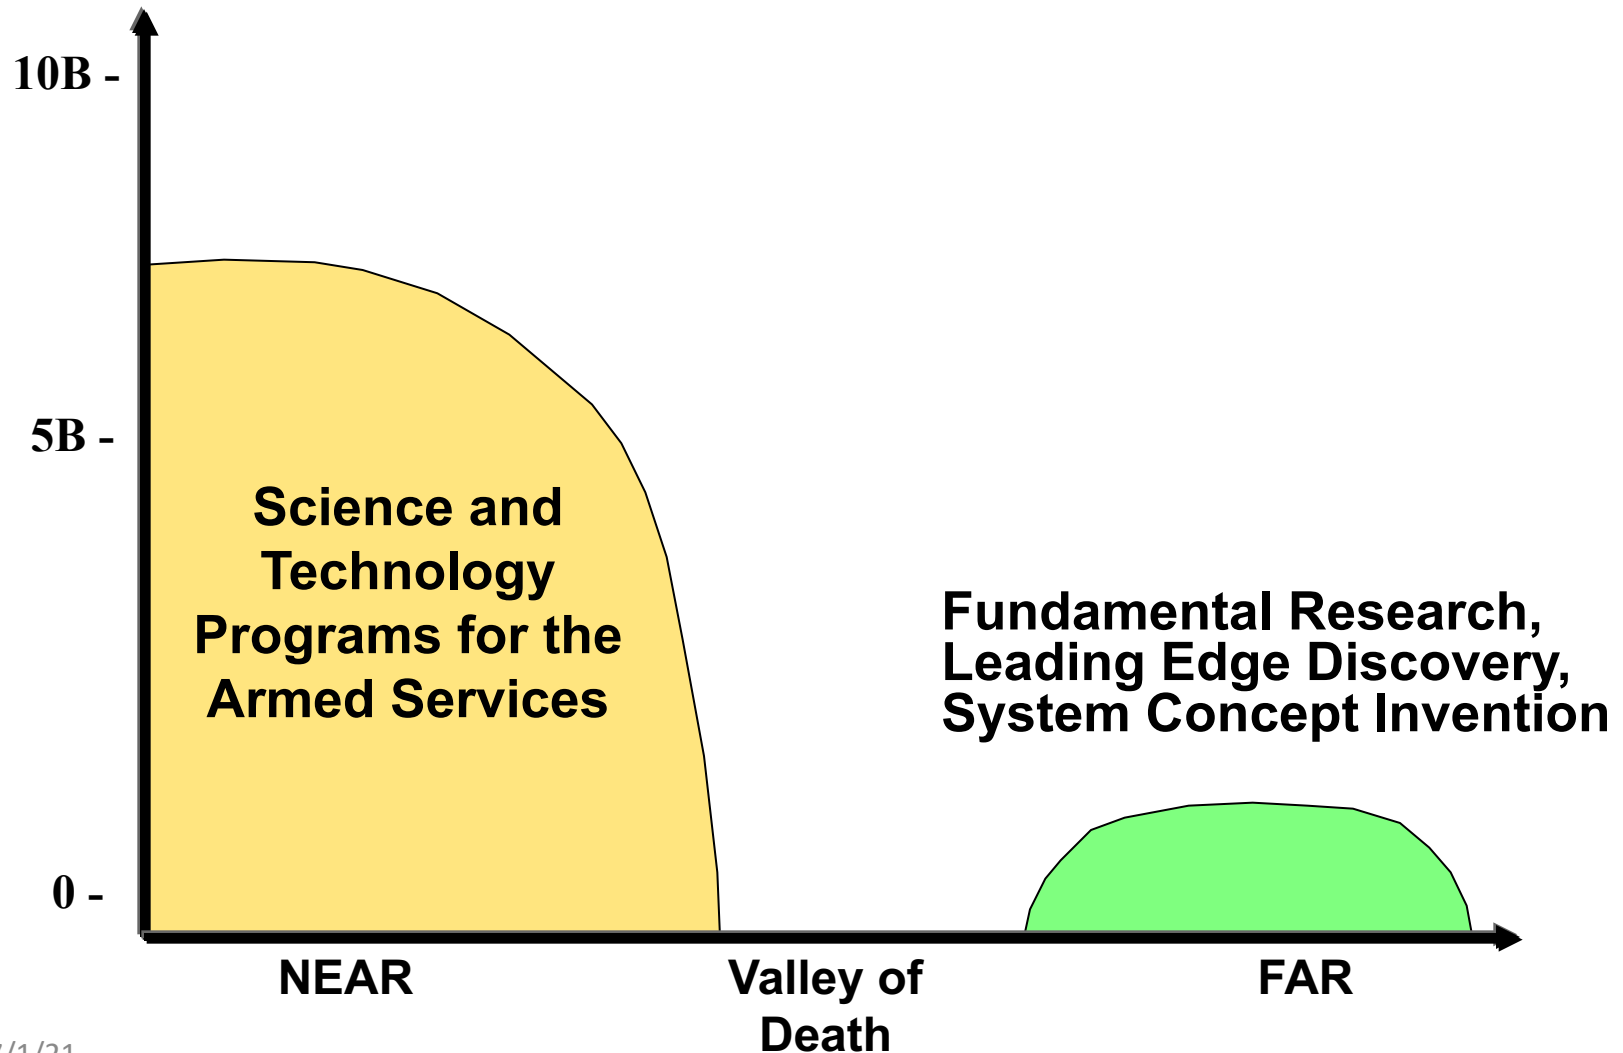 10B -
5B -
0 -
Science and
Technology
Programs for the
Armed Services
Fundamental Research,
Leading Edge Discovery,
System Concept Invention
NEAR
Valley of
Death
FAR